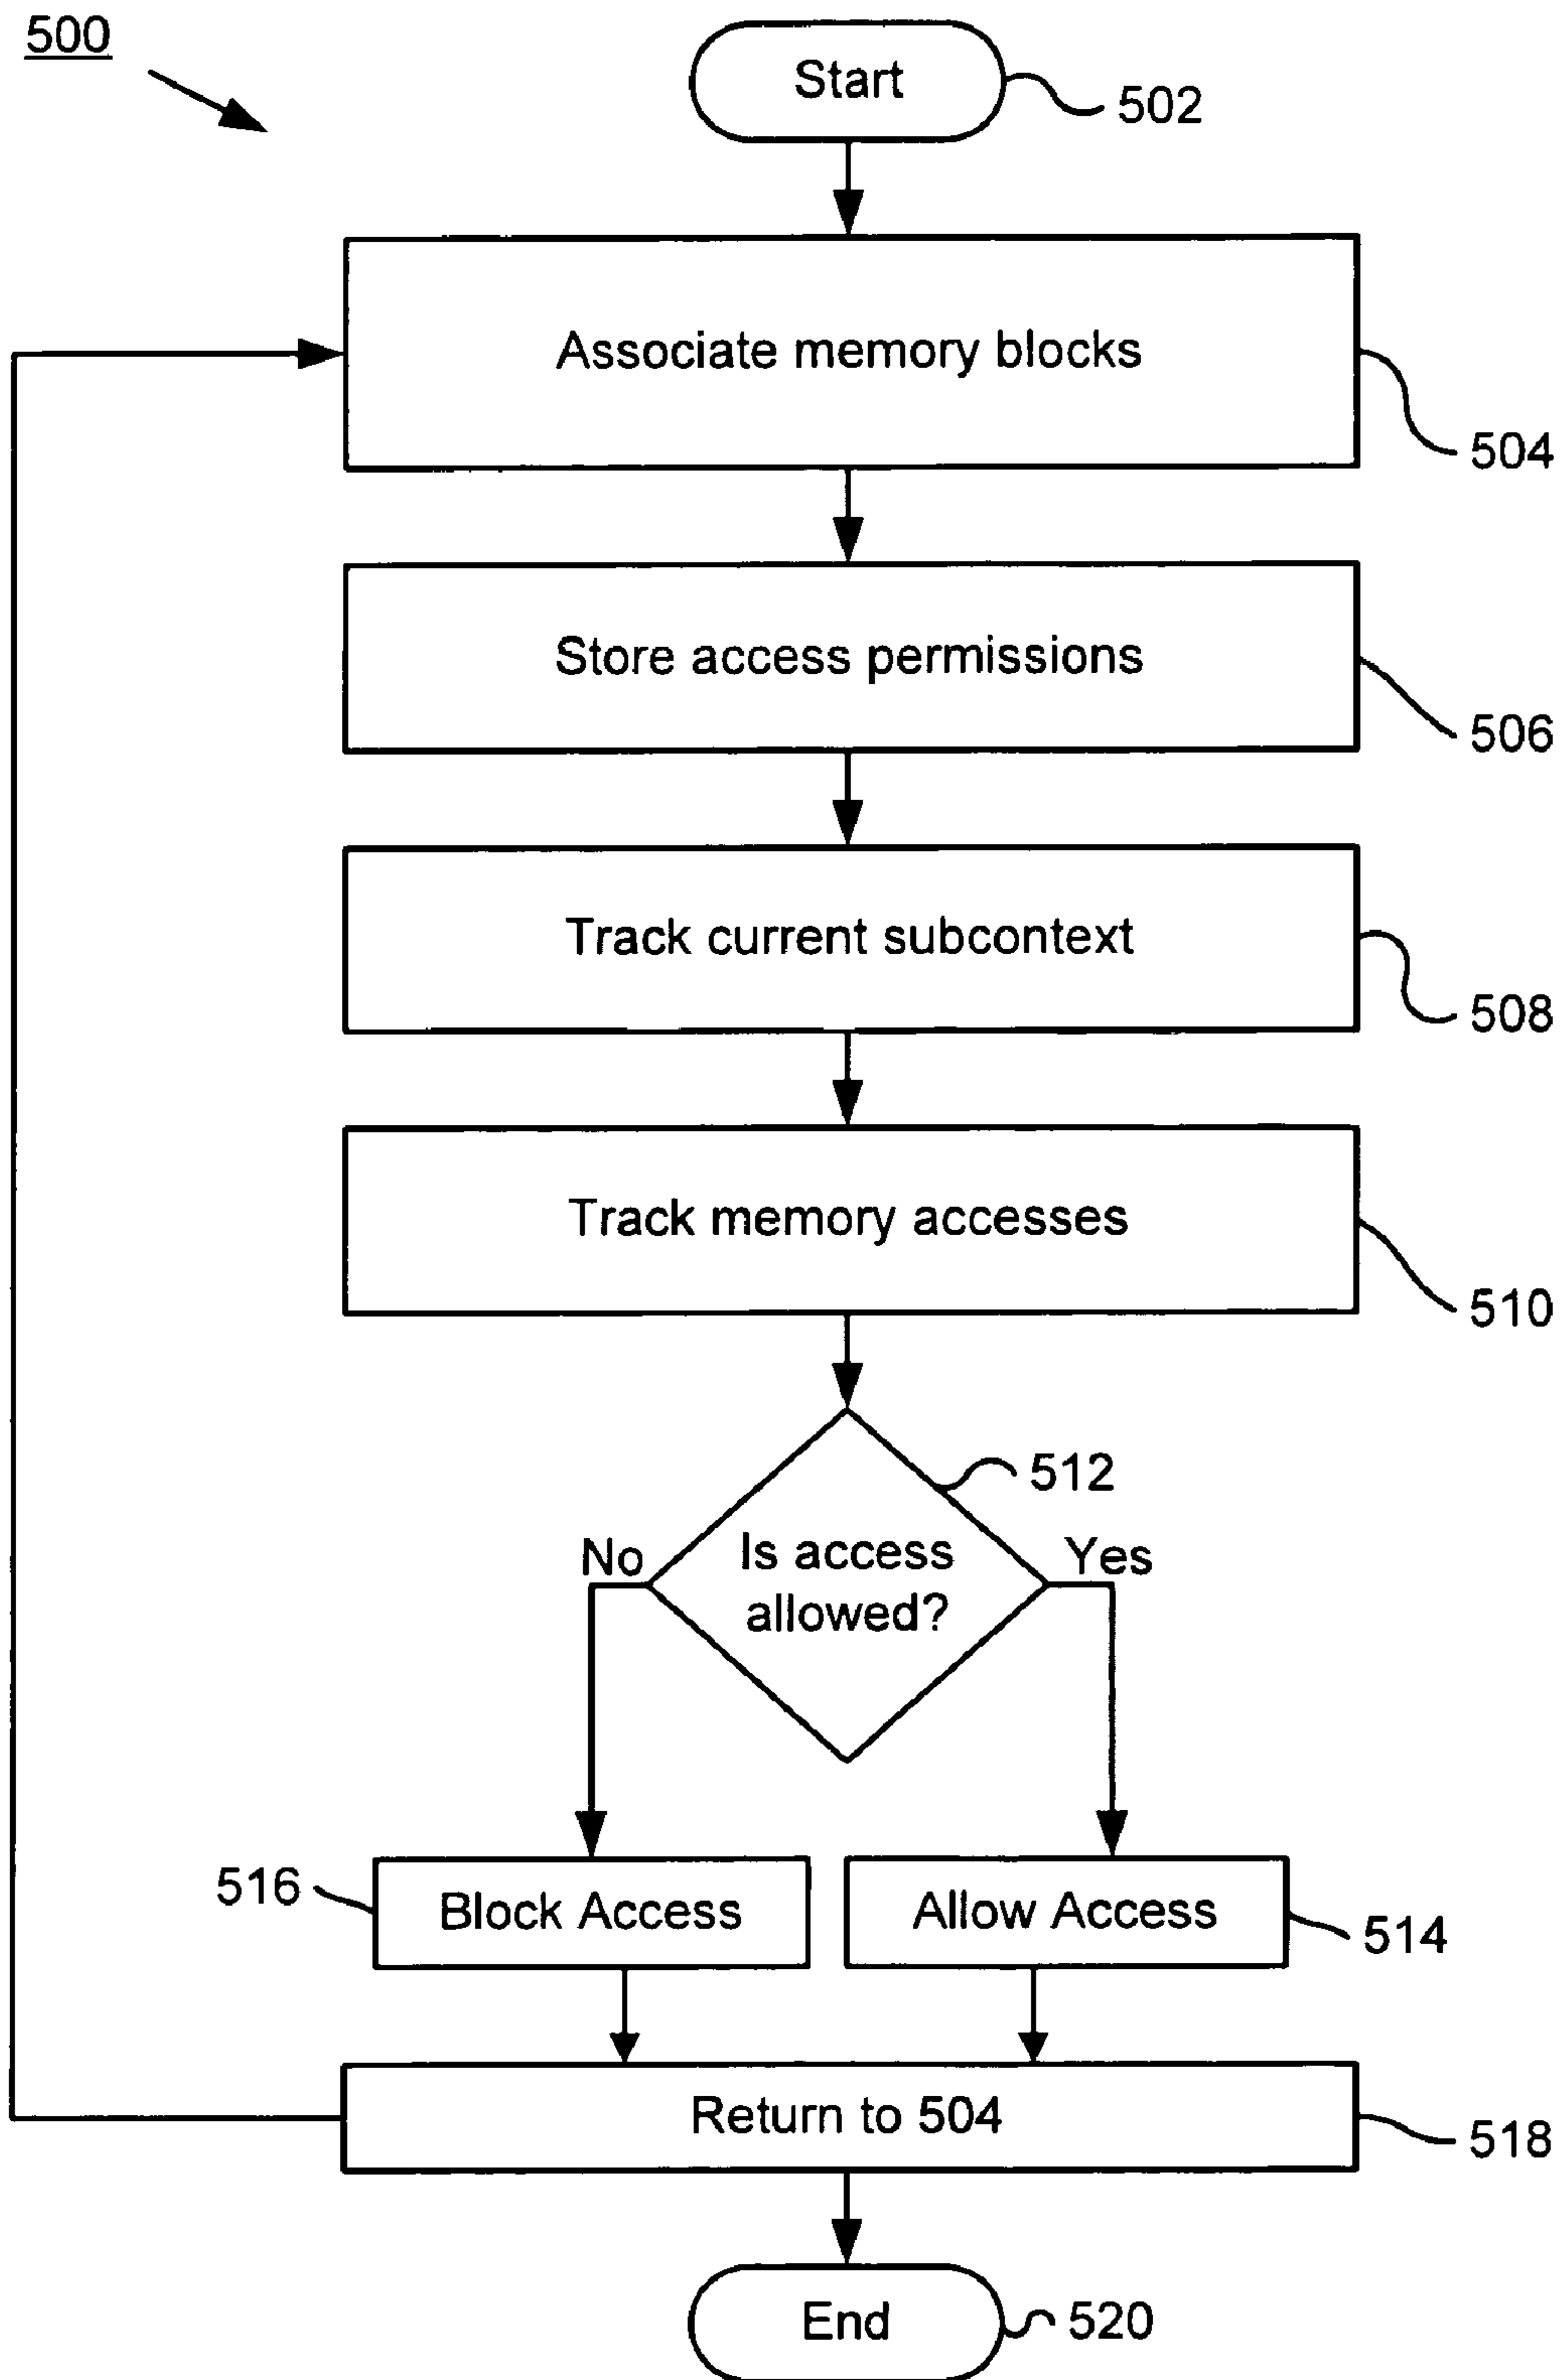 500
Start
502
Associate memory blocks
504
Store access permissions
506
Track current subcontext
508
Track memory accesses
510
512
No
Is access
allowed?
Yes
516
Block Access
Allow Access
514
Return to 504
518
End
520